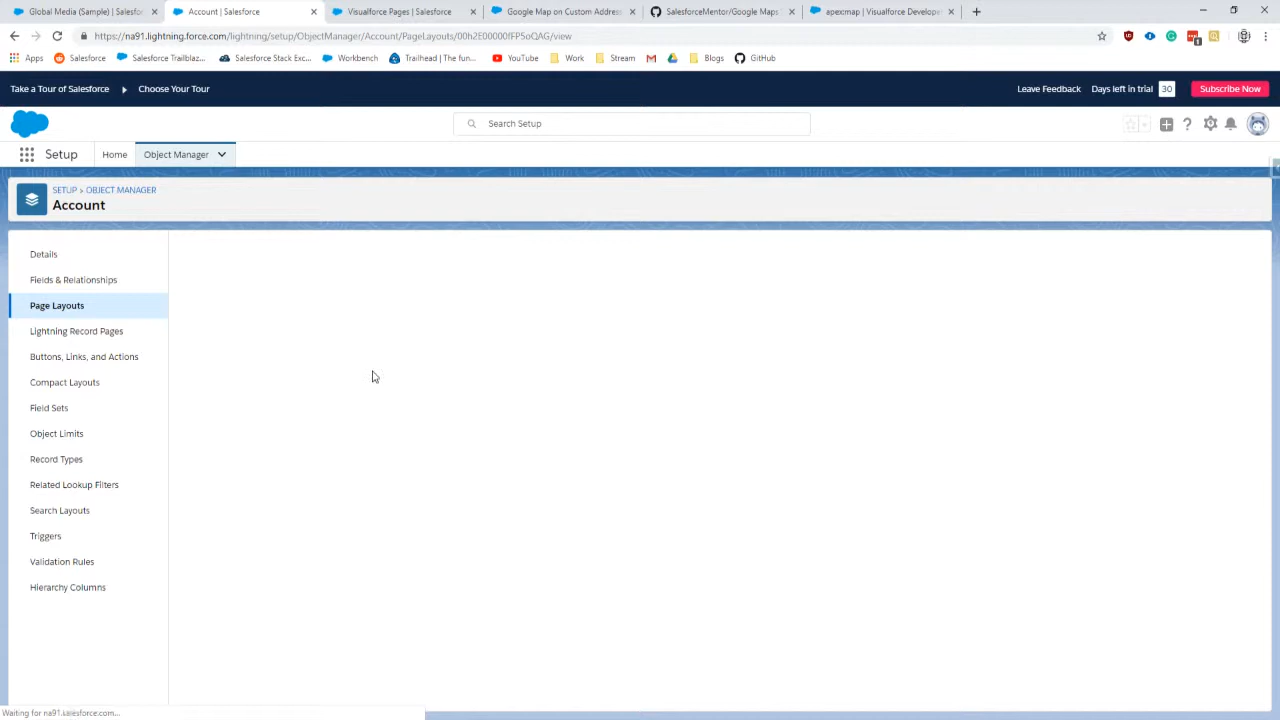 Global Media (Sample) | Salesfor
Account | Salesforce
Visualforce Pages | Salesforce
Google Map on Custom Address
SalesforceMentor/Google Maps
apexmap | Visualforce Develope
https://na91.lightning.force.com/lightning/setup/ObjectManager/Account/PageLayouts/00h2E00000fFP5oQAG/view
Apps
Salesforce
Salesforce Trailblaz...
Salesforce Stack Exc...
Workbench
Trailhead | The fun...
YouTube
Work
Stream
Blogs
GitHub
Take a Tour of Salesforce
Choose Your Tour
Leave Feedback
Days left in trial 30
Subscribe Now
Search Setup
Setup
Home
Object Manager
SETUP > OBJECT MANAGER
Account
Details
Fields & Relationships
Page Layouts
Lightning Record Pages
Buttons, Links, and Actions
Compact Layouts
Field Sets
Object Limits
Record Types
Related Lookup Filters
Search Layouts
Triggers
Validation Rules
Hierarchy Columns
Waiting for na91.salesforce.com...